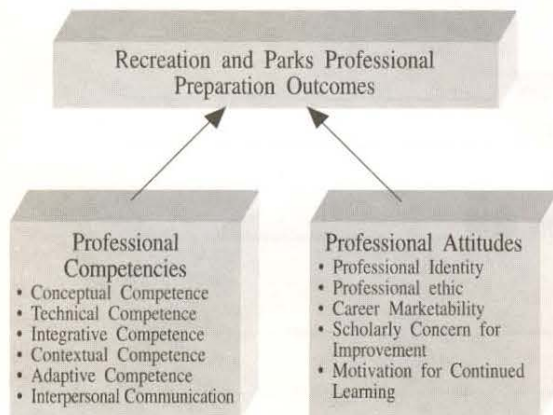 Recreation and Parks Professional
Preparation Outcomes
Professional
Competencies
• Conceptual Competence
• Technical Competence
• Integrative Competence
• Contextual Competence
• Adaptive Competence
• Interpersonal Communication
Professional Attitudes
• Professional Identity
• Professional ethic
• Career Marketability
• Scholarly Concern for
Improvement
• Motivation for Continued
Learning